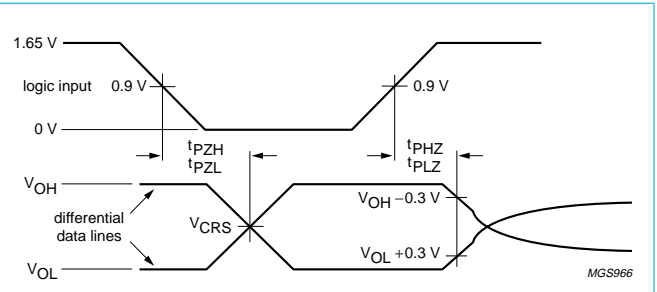 1.65 V
logic input 0.9 V 0.9 V
0 V
tPZH tPHZ
tPZL tPLZ
VOH VOH −0.3 V
differential
data lines
VCRS
VOL +0.3 V
VOL
MGS966